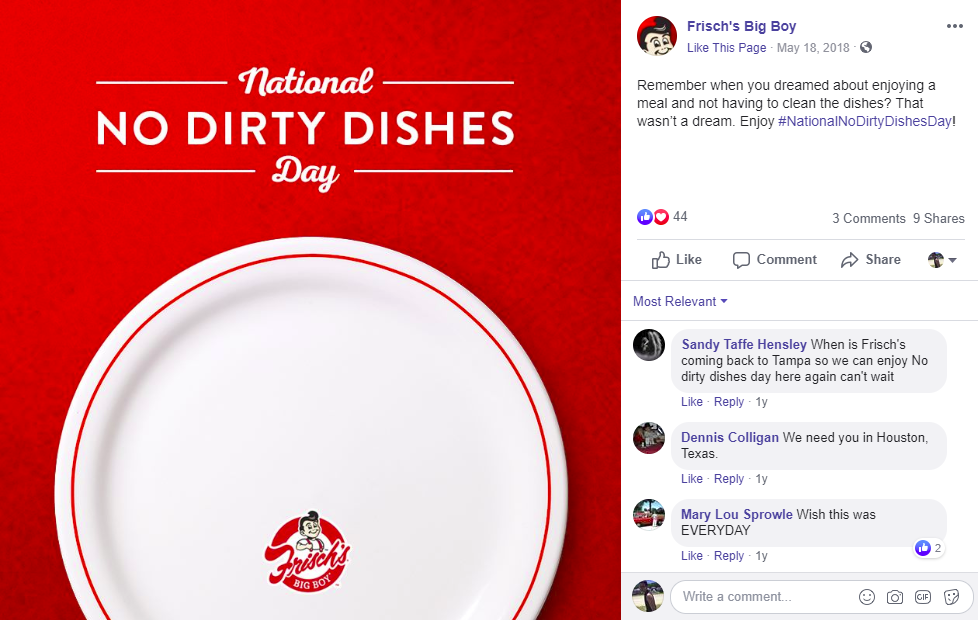 National
NO DIRTY DISHES
Day
Frisch's
BIG BOY
Frisch's Big Boy
Like This Page · May 18, 2018 ·
Remember when you dreamed about enjoying a
meal and not having to clean the dishes? That
wasn't a dream. Enjoy #NationalNoDirtyDishesDay!
44
3 Comments 9 Shares
Like Comment Share
Most Relevant
Sandy Taffe Hensley When is Frisch's
coming back to Tampa so we can enjoy No
dirty dishes day here again can't wait
Like · Reply · 1y
Dennis Colligan We need you in Houston,
Texas.
Like · Reply · 1y
Mary Lou Sprowle Wish this was
EVERYDAY
2
Like · Reply · 1y
Write a comment...
GIF